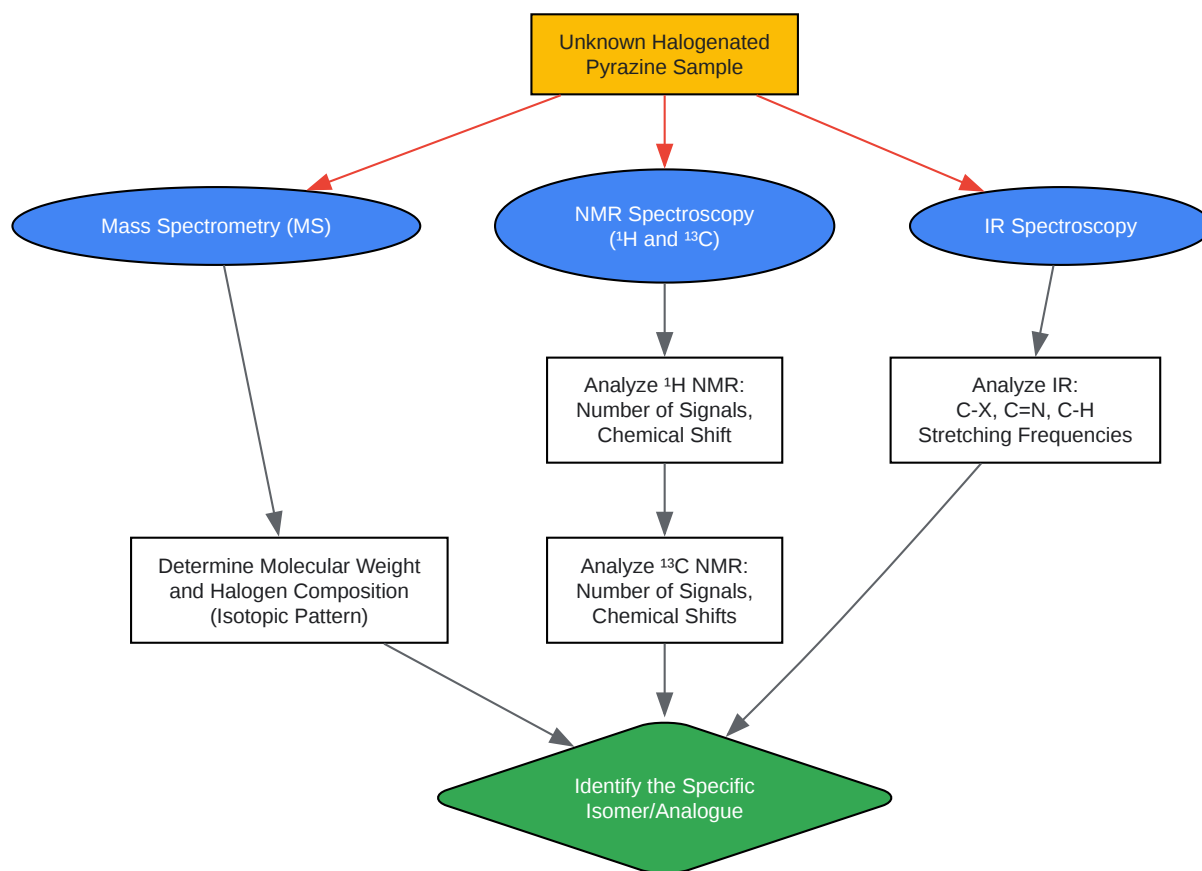 Unknown Halogenated
Pyrazine Sample
Mass Spectrometry (MS)
NMR Spectroscopy
(¹H and ¹³C)
IR Spectroscopy
Analyze ¹H NMR:
Number of Signals,
Chemical Shift
Analyze IR:
C-X, C=N, C-H
Stretching Frequencies
Determine Molecular Weight
and Halogen Composition
(Isotopic Pattern)
Analyze ¹³C NMR:
Number of Signals,
Chemical Shifts
Identify the Specific
Isomer/Analogue